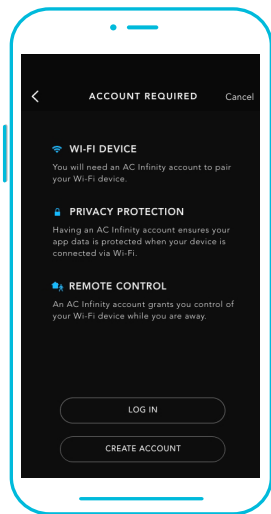 ACCOUNT REQUIRED Cancel
WI-FI DEVICE
You will need an AC Infinity account to pair
your Wi-Fi device.
PRIVACY PROTECTION
Having an AC Infinity account ensures your
app data is protected when your device is
connected via Wi-Fi.
REMOTE CONTROL
An AC Infinity account grants you control of
your Wi-Fi device while you are away.
LOG IN
CREATE ACCOUNT